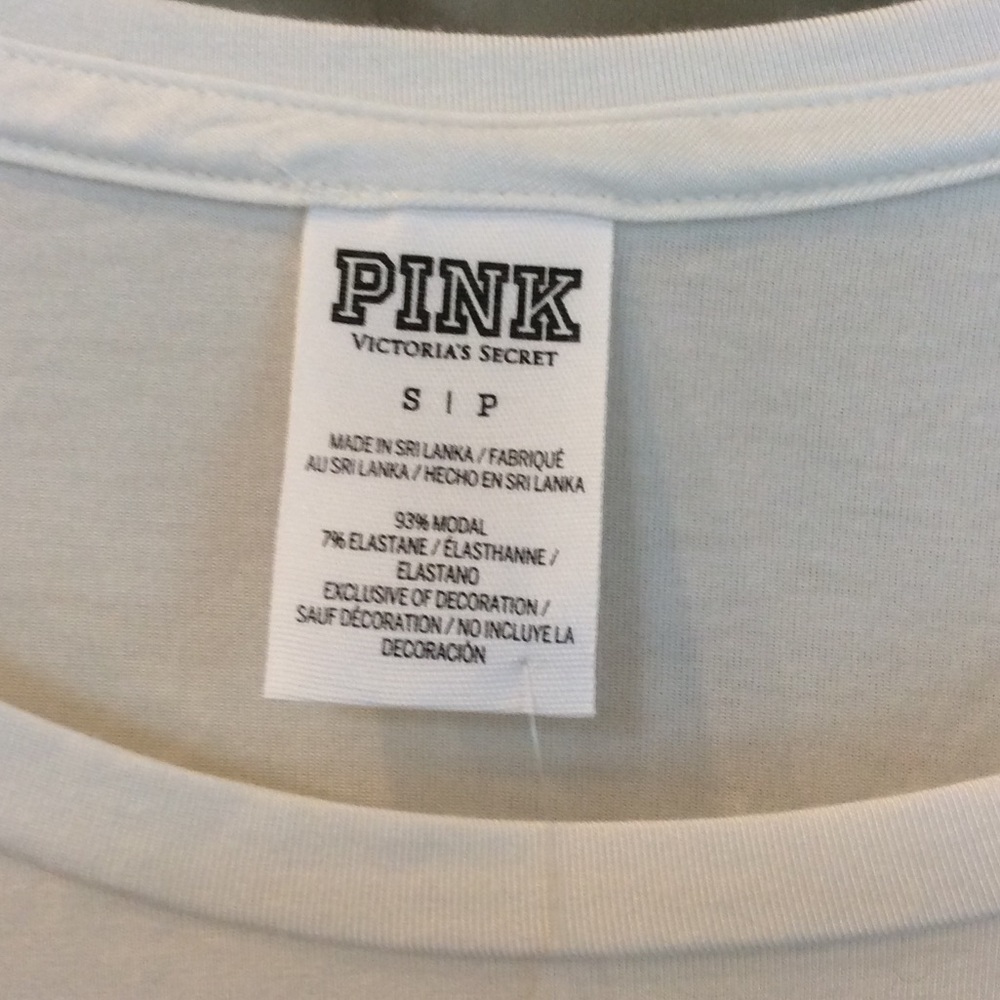 PINK
VICTORIA'S SECRET
S | P
MADE IN SRI LANKA / FABRIQUÉ
AU SRI LANKA / HECHO EN SRI LANKA
93% MODAL
7% ELASTANE / ÉLASTHANNE /
ELASTANO
EXCLUSIVE OF DECORATION /
SAUF DÉCORATION / NO INCLUYE LA
DECORACIÓN